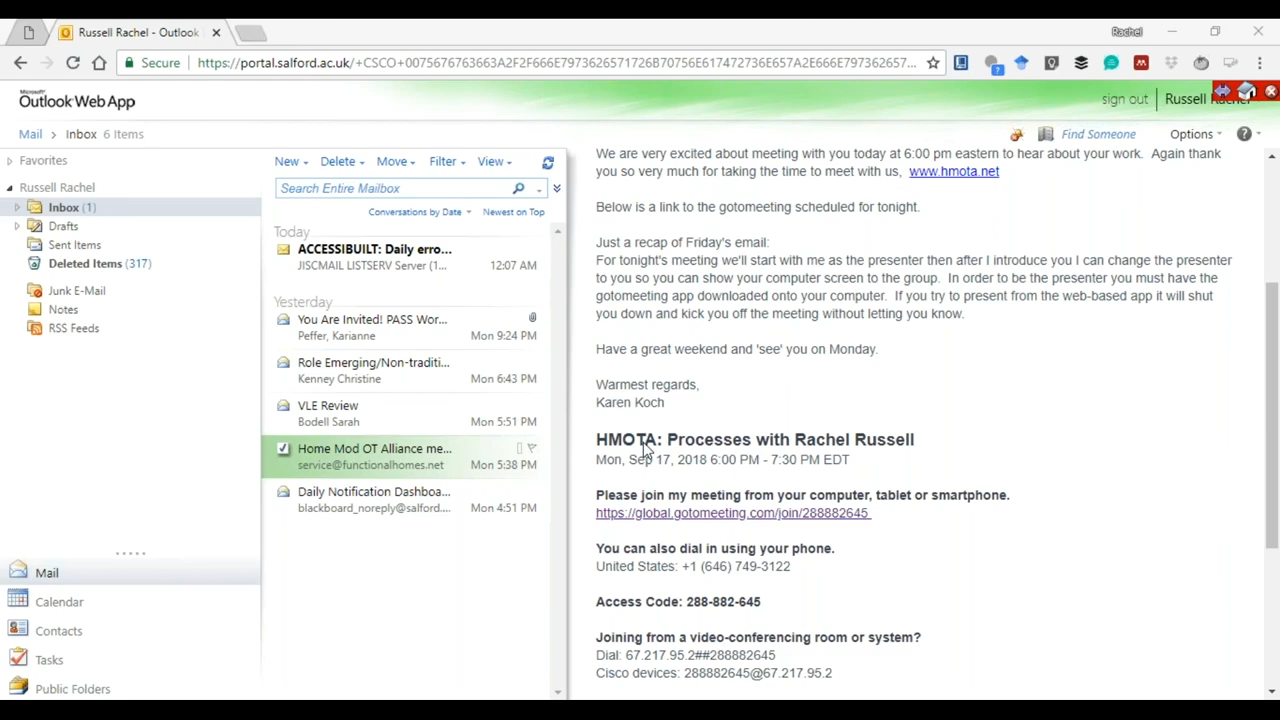 Russell Rachel - Outlook
Rachel
Secure
https://portal.salford.ac.uk/+CSCO+0075676763663A2F2F666E7973626571726B70756E617472736E657A2E666E797362657...
Microsoft
Outlook Web App
sign out
Russell Rachel
Mail > Inbox 6 Items
Find Someone
Options
Favorites
Russell Rachel
Inbox (1)
Drafts
Sent Items
Deleted Items (317)
Junk E-Mail
Notes
RSS Feeds
Mail
Calendar
Contacts
Tasks
Public Folders
New
Delete
Move
Filter
View
Search Entire Mailbox
Conversations by Date
Newest on Top
Today
ACCESSIBUILT: Daily erro...
JISCMAIL LISTSERV Server (1... 12:07 AM
Yesterday
You Are Invited! PASS Wor...
Peffer, Karianne Mon 9:24 PM
Role Emerging/Non-traditi...
Kenney Christine Mon 6:43 PM
VLE Review
Bodell Sarah Mon 5:51 PM
Home Mod OT Alliance me...
service@functionalhomes.net Mon 5:38 PM
Daily Notification Dashboa...
blackboard_noreply@salford.... Mon 4:51 PM
We are very excited about meeting with you today at 6:00 pm eastern to hear about your work. Again thank
you so very much for taking the time to meet with us, www.hmota.net
Below is a link to the gotomeeting scheduled for tonight.
Just a recap of Friday's email:
For tonight's meeting we'll start with me as the presenter then after I introduce you I can change the presenter
to you so you can show your computer screen to the group. In order to be the presenter you must have the
gotomeeting app downloaded onto your computer. If you try to present from the web-based app it will shut
you down and kick you off the meeting without letting you know.
Have a great weekend and 'see' you on Monday.
Warmest regards,
Karen Koch
HMOTA: Processes with Rachel Russell
Mon, Sep 17, 2018 6:00 PM - 7:30 PM EDT
Please join my meeting from your computer, tablet or smartphone.
https://global.gotomeeting.com/join/288882645
You can also dial in using your phone.
United States: +1 (646) 749-3122
Access Code: 288-882-645
Joining from a video-conferencing room or system?
Dial: 67.217.95.2##288882645
Cisco devices: 288882645@67.217.95.2